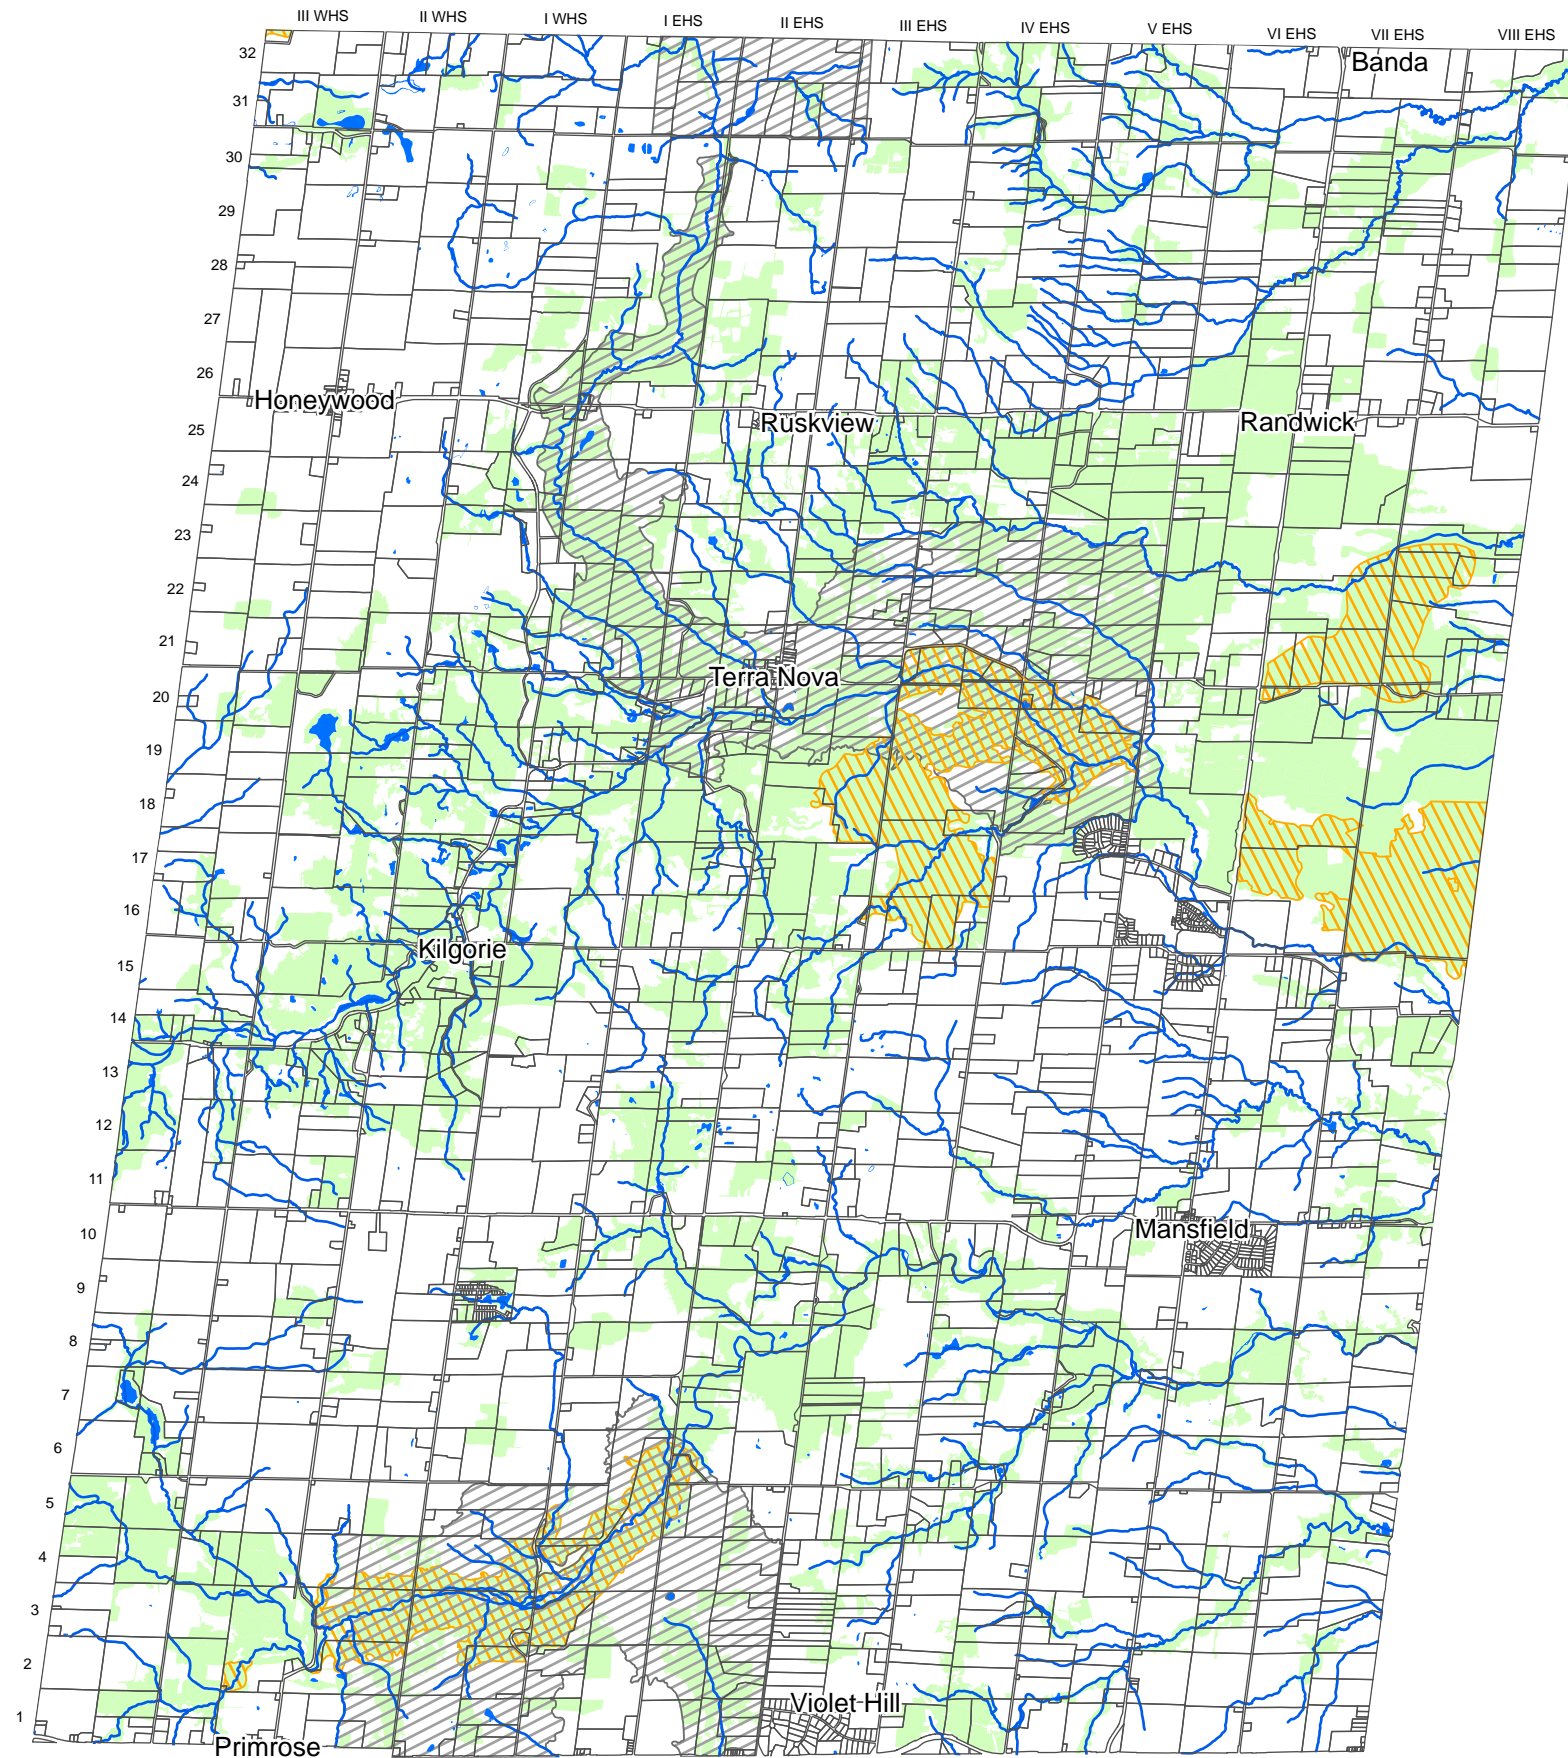 III WHS
II WHS
I WHS
I EHS
II EHS
III EHS
IV EHS
V EHS
VI EHS
VII EHS
VIII EHS
32
Banda
31
30
29
28
27
26
Honeywood
Ruskview
Randwick
25
24
23
22
21
Terra Nova
20
19
18
17
16
Kilgorie
15
14
13
12
11
Mansfield
10
9
8
7
6
5
4
3
2
Violet Hill
1
Primrose